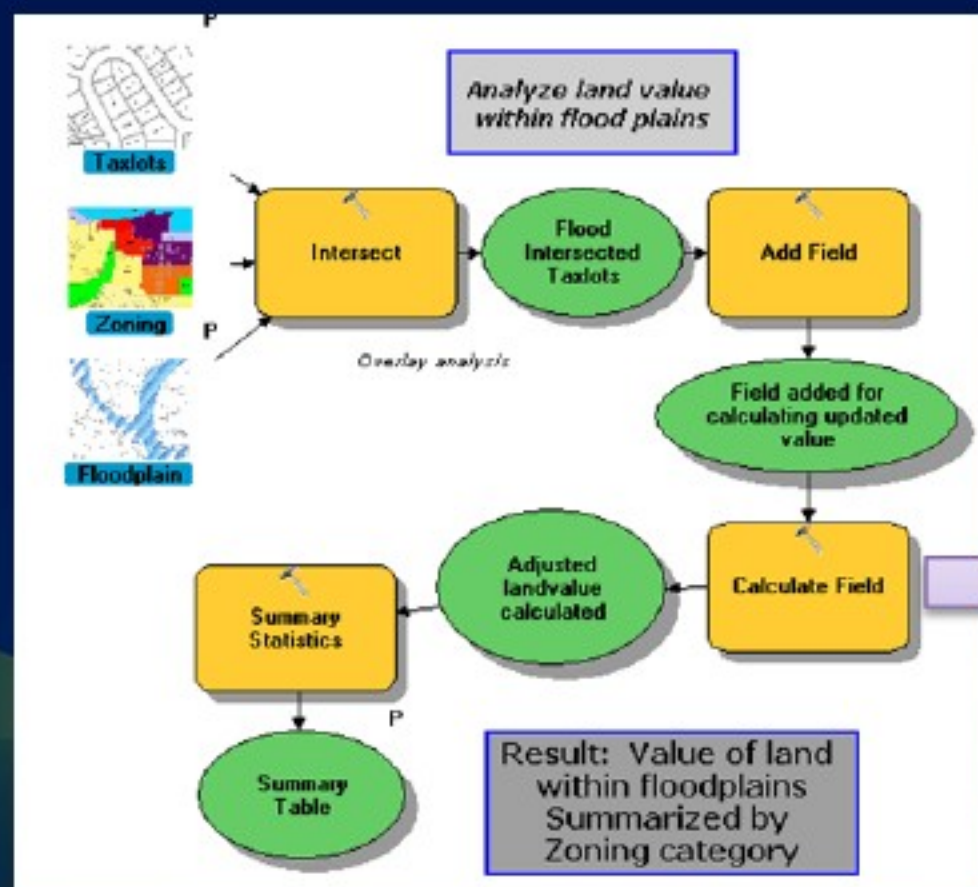 P
Taxlots
Analyze land value
within flood plains
Intersect
Flood
Intersected
Taxlots
Add Field
Zoning
P
Overlay analysis
Floodplain
Field added for
calculating updated
value
Calculate Field
Adjusted
landvalue
calculated
Summary
Statistics
P
Summary
Table
Result: Value of land
within floodplains
Summarized by
Zoning category